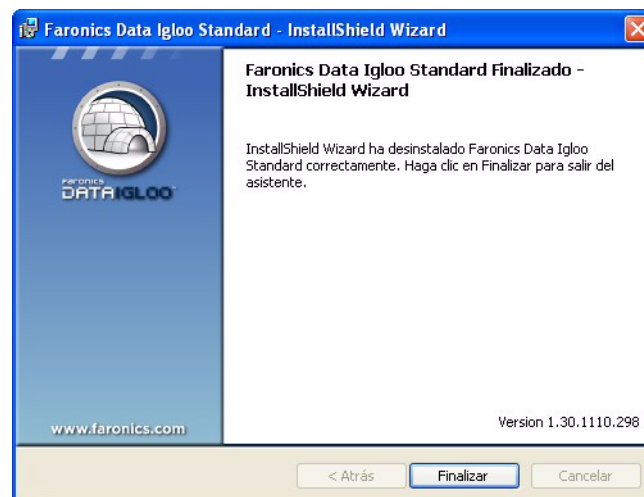 Faronics Data Igloo Standard - InstallShield Wizard
Faronics Data Igloo Standard Finalizado -
InstallShield Wizard
InstallShield Wizard ha desinstalado Faronics Data Igloo
Standard correctamente. Haga clic en Finalizar para salir del
asistente.
FARONICS
DATAIGLOO
www.faronics.com
Version 1.30.1110.298
< Atrás
Finalizar
Cancelar